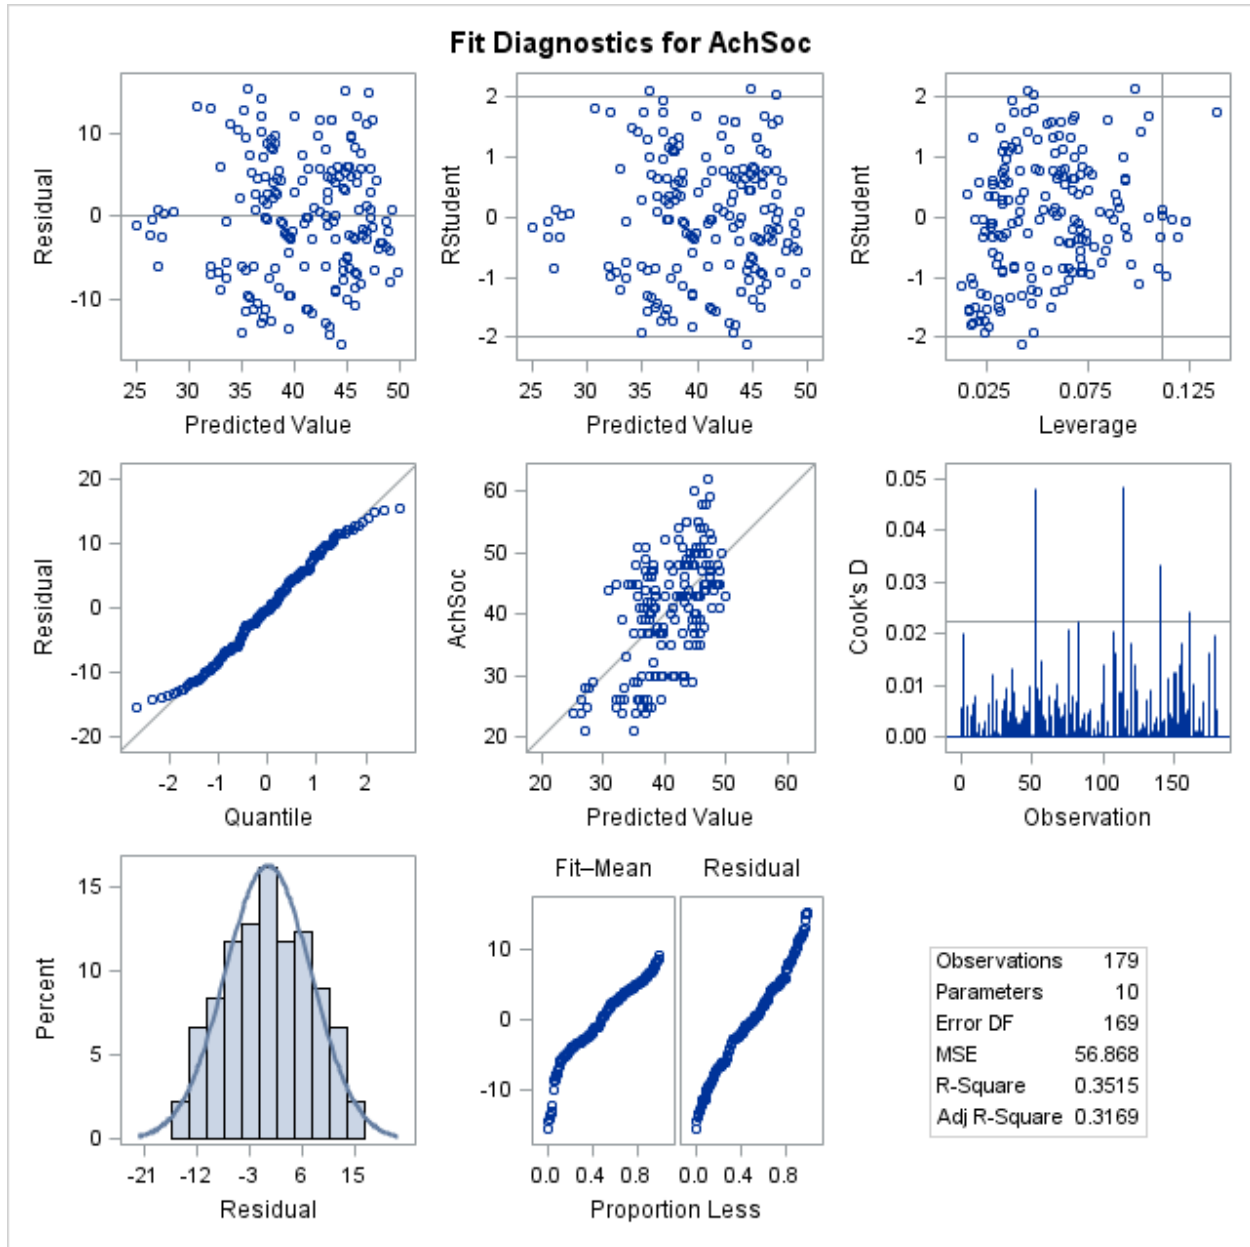 Fit Diagnostics for AchSoc
Residual
10
0
-10
25 30 35 40 45 50
Predicted Value
RStudent
2
1
0
-1
-2
25 30 35 40 45 50
Predicted Value
RStudent
2
1
0
-1
-2
0.025 0.075 0.125
Leverage
Residual
20
10
0
-10
-20
-2 -1 0 1 2
Quantile
AchSoc
60
50
40
30
20
20 30 40 50 60
Predicted Value
Cook's D
0.05
0.04
0.03
0.02
0.01
0.00
0 50 100 150
Observation
Percent
15
10
5
0
-21 -12 -3 6 15
Residual
Fit–Mean Residual
10
0
-10
0.0 0.4 0.8 0.0 0.4 0.8
Proportion Less
Observations 179
Parameters 10
Error DF 169
MSE 56.868
R-Square 0.3515
Adj R-Square 0.3169